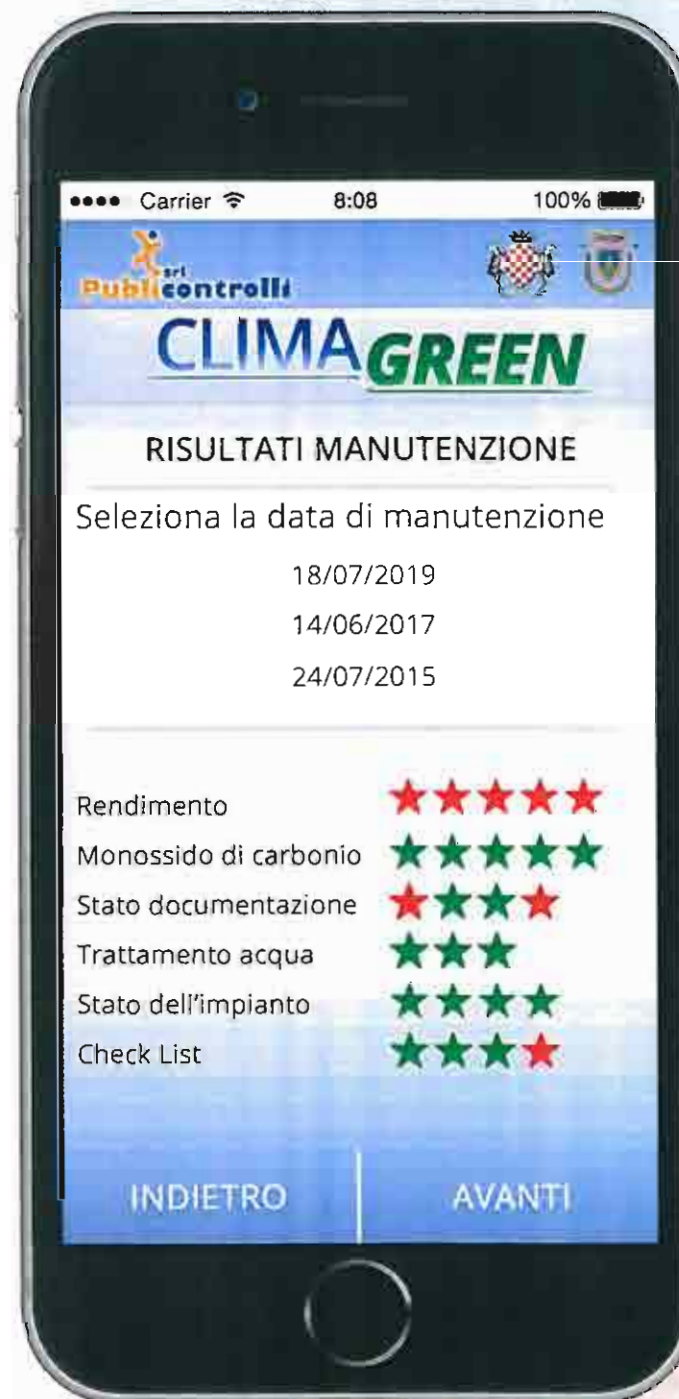 Carrier 8:08 100%
srl
Publicontrolli
CLIMAGREEN
RISULTATI MANUTENZIONE
Seleziona la data di manutenzione
18/07/2019
14/06/2017
24/07/2015
Rendimento
Monossido di carbonio
Stato documentazione
Trattamento acqua
Stato dell'impianto
Check List
INDIETRO AVANTI